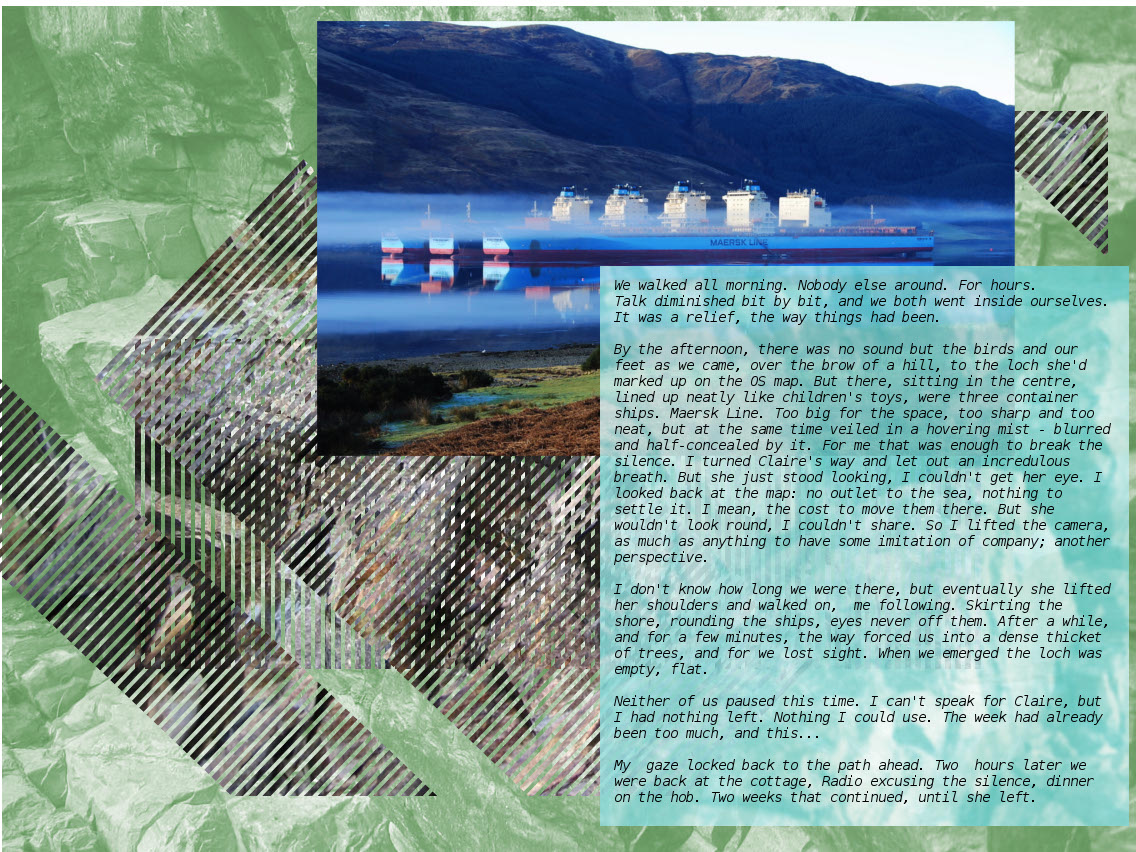 MAERSK LINE
We walked all morning. Nobody else around. For hours.
Talk diminished bit by bit, and we both went inside ourselves.
It was a relief, the way things had been.
By the afternoon, there was no sound but the birds and our
feet as we came, over the brow of a hill, to the loch she'd
marked up on the OS map. But there, sitting in the centre,
lined up neatly like children's toys, were three container
ships. Maersk Line. Too big for the space, too sharp and too
neat, but at the same time veiled in a hovering mist - blurred
and half-concealed by it. For me that was enough to break the
silence. I turned Claire's way and let out an incredulous
breath. But she just stood looking, I couldn't get her eye. I
looked back at the map: no outlet to the sea, nothing to
settle it. I mean, the cost to move them there. But she
wouldn't look round, I couldn't share. So I lifted the camera,
as much as anything to have some imitation of company; another
perspective.
I don't know how long we were there, but eventually she lifted
her shoulders and walked on,  me following. Skirting the
shore, rounding the ships, eyes never off them. After a while,
and for a few minutes, the way forced us into a dense thicket
of trees, and for we lost sight. When we emerged the loch was
empty, flat.
Neither of us paused this time. I can't speak for Claire, but
I had nothing left. Nothing I could use. The week had already
been too much, and this...
My  gaze locked back to the path ahead. Two  hours later we
were back at the cottage, Radio excusing the silence, dinner
on the hob. Two weeks that continued, until she left.